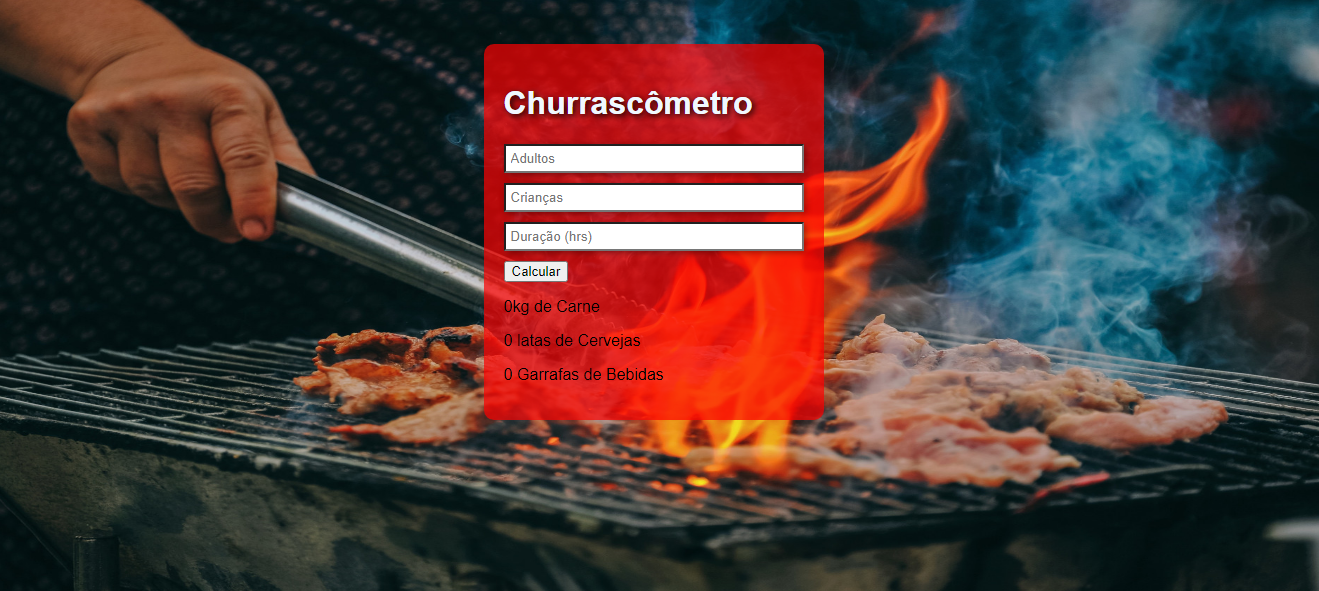 Churrascômetro
Adultos
Crianças
Duração (hrs)
Calcular
0kg de Carne
0 latas de Cervejas
0 Garrafas de Bebidas